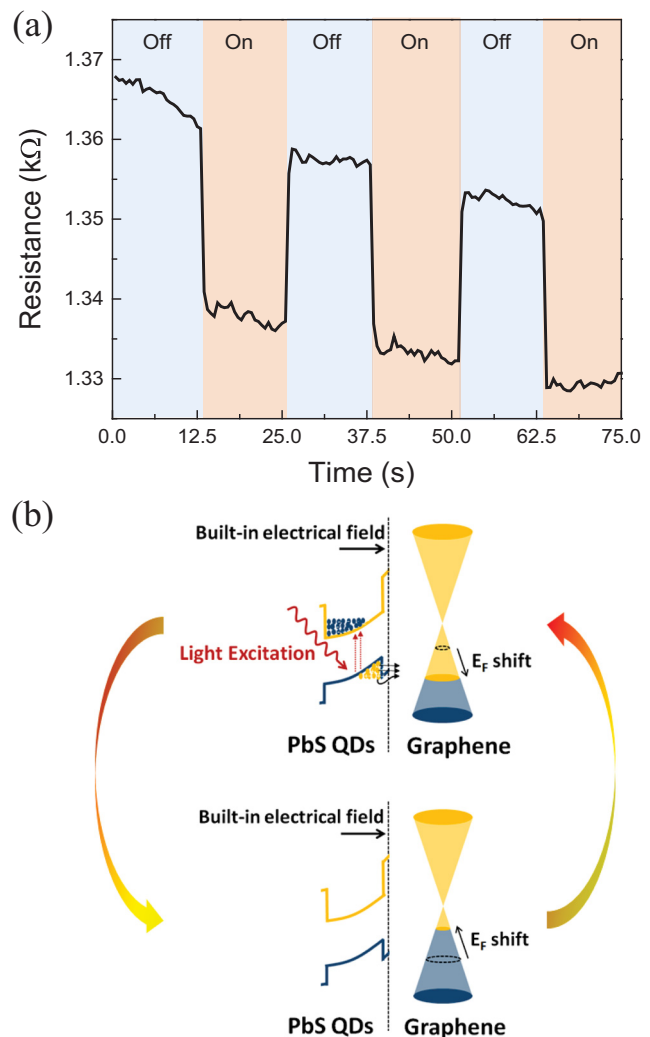 (a)
Off On Off On Off On
1.37
1.36
1.35
1.34
1.33
Resistance (kΩ)
0.0 12.5 25.0 37.5 50.0 62.5 75.0
Time (s)
(b)
Built-in electrical field
Light Excitation
E_F shift
PbS QDs Graphene
Built-in electrical field
E_F shift
PbS QDs Graphene